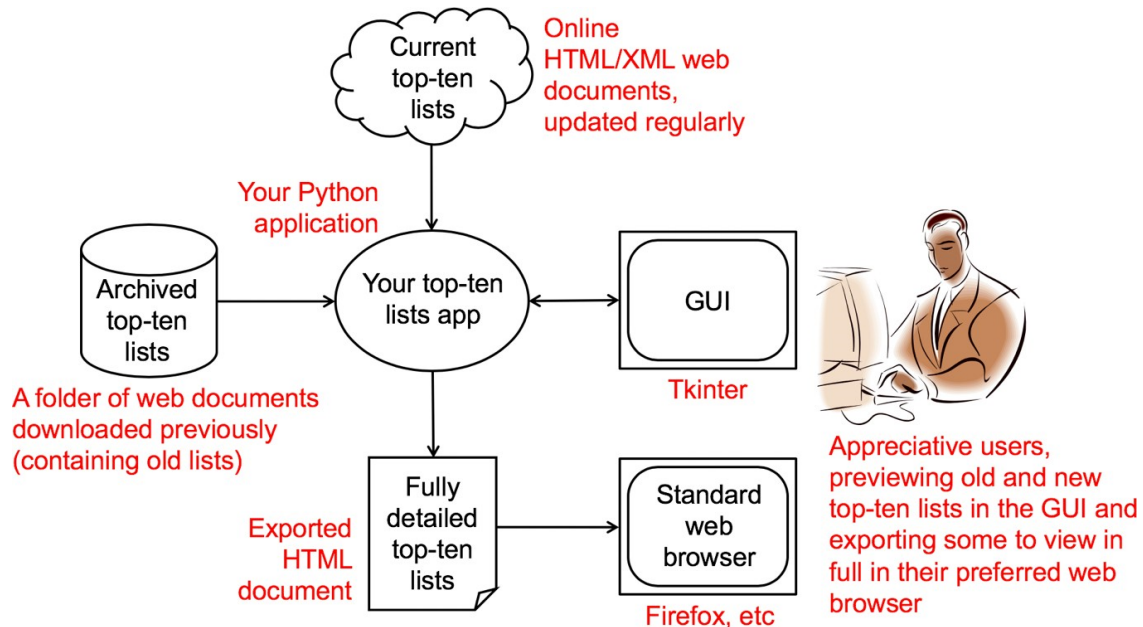 Current
top-ten
lists
Online
HTML/XML web
documents,
updated regularly
Your Python
application
Archived
top-ten
lists
Your top-ten
lists app
GUI
Tkinter
A folder of web documents
downloaded previously
(containing old lists)
Appreciative users,
previewing old and new
top-ten lists in the GUI and
exporting some to view in
full in their preferred web
browser
Exported
HTML
document
Fully
detailed
top-ten
lists
Standard
web
browser
Firefox, etc